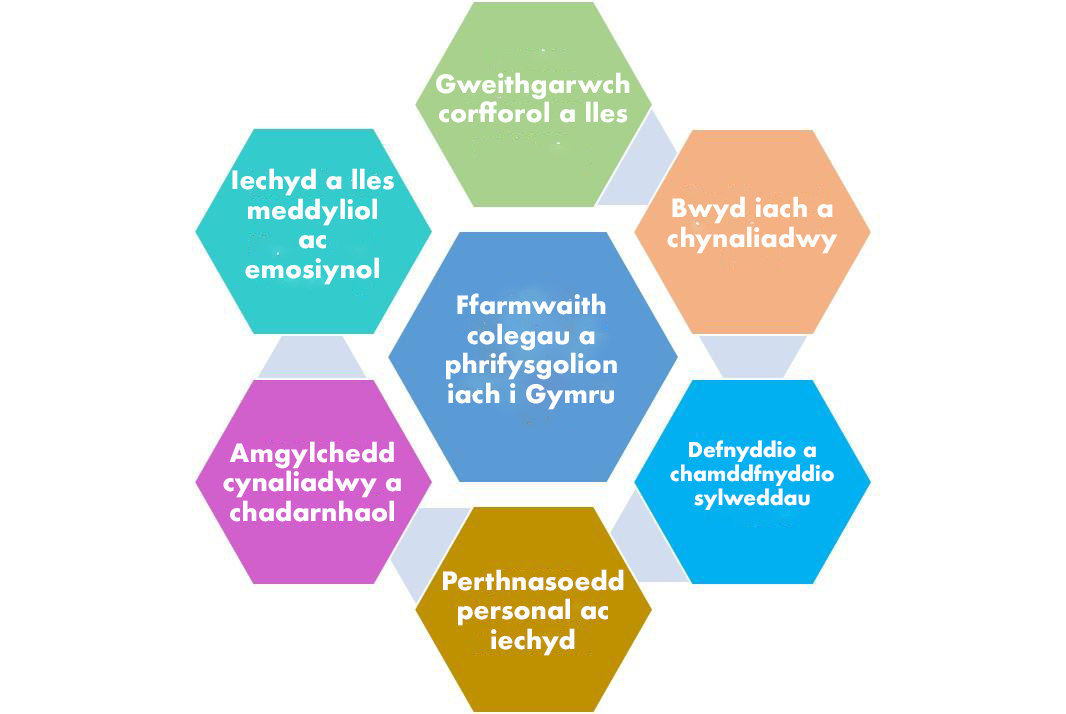 Gweithgarwch
corfforol a lles
Bwyd iach a
chynaliadwy
Defnyddio a
chamddfnyddio
sylweddau
Perthnasoedd
personal ac
iechyd
Amgylchedd
cynaliadwy a
chadarnhaol
Iechyd a lles
meddyliol
ac
emosiynol
Ffarmwaith
colegau a
phrifysgolion
iach i Gymru